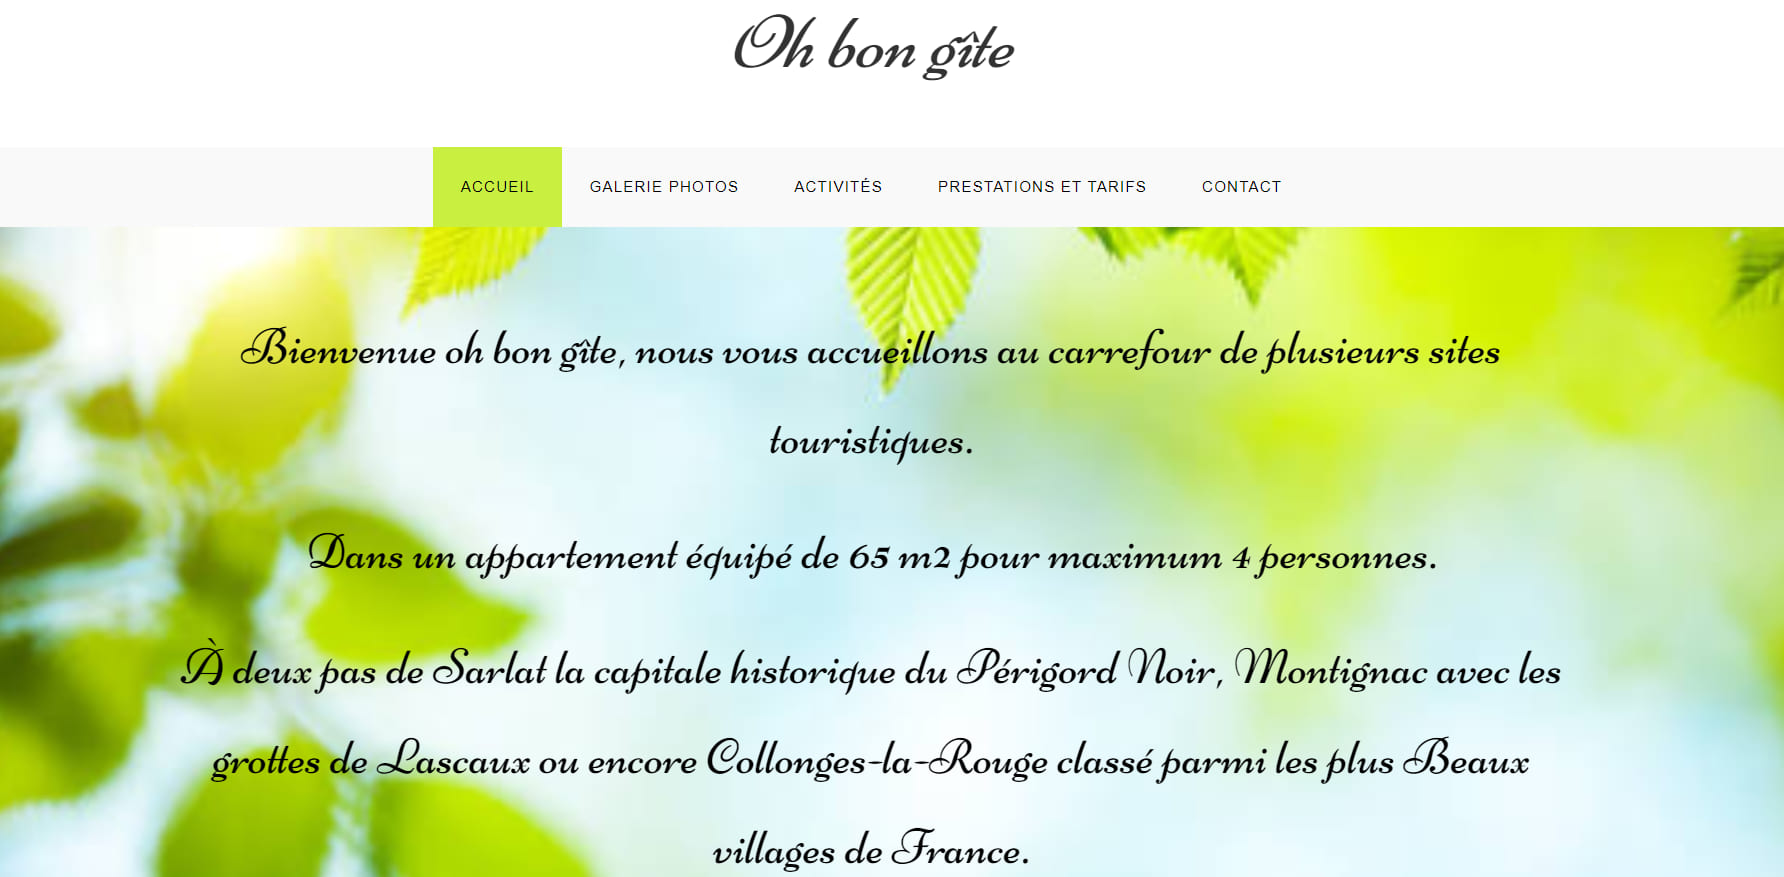 Oh bon gîte
ACCUEIL GALERIE PHOTOS ACTIVITÉS PRESTATIONS ET TARIFS CONTACT
Bienvenue oh bon gîte, nous vous accueillons au carrefour de plusieurs sites
touristiques.
Dans un appartement équipé de 65 m2 pour maximum 4 personnes.
À deux pas de Sarlat la capitale historique du Périgord Noir, Montignac avec les
grottes de Lascaux ou encore Collonges-la-Rouge classé parmi les plus Beaux
villages de France.